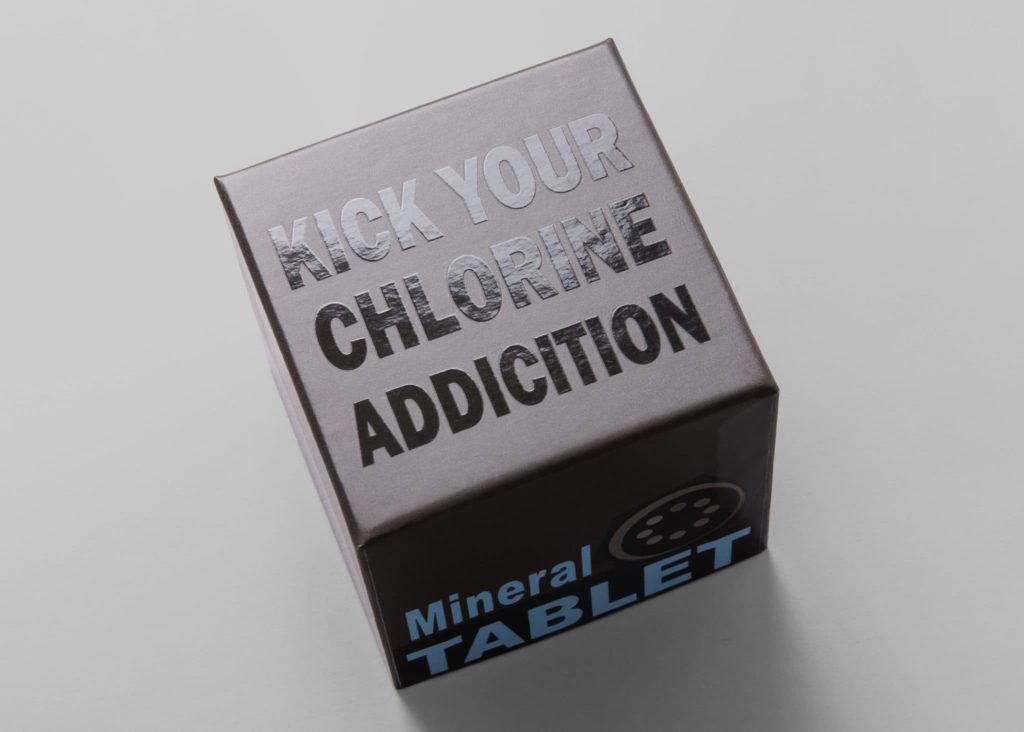 KICK YOUR
CHLORINE
ADDICITION
Mineral
TABLET